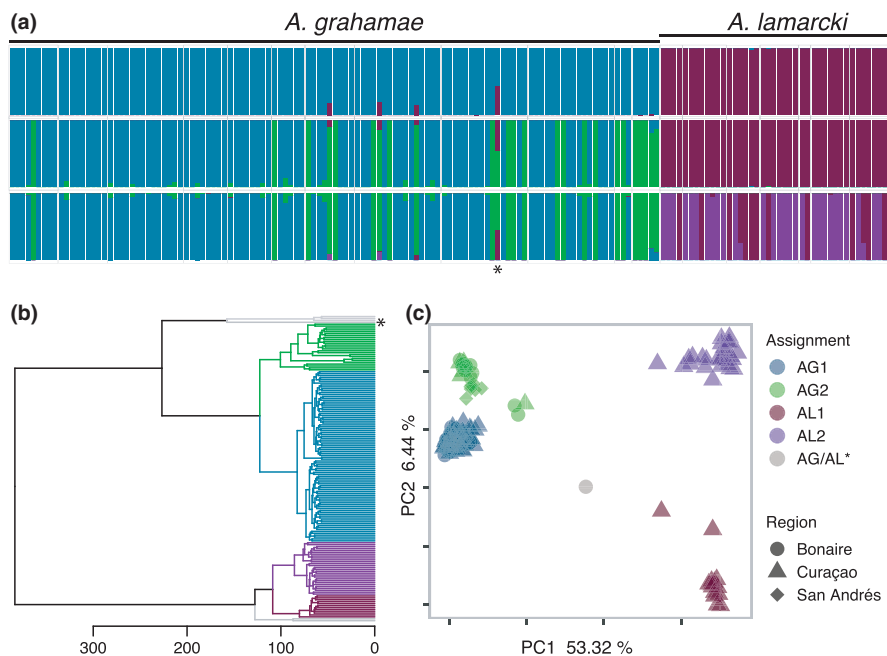 (a)
A. grahamae
A. lamarcki
*
(b)
*
300
200
100
0
(c)
PC2 6.44 %
PC1 53.32 %
Assignment
AG1
AG2
AL1
AL2
AG/AL*
Region
Bonaire
Curaçao
San Andrés